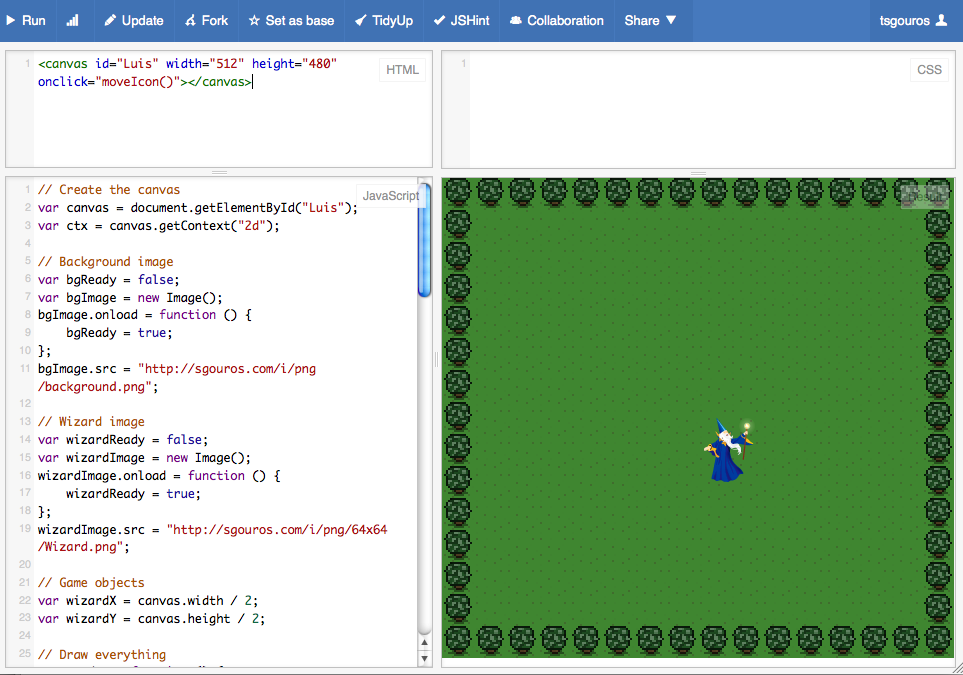 Run Update Fork Set as base TidyUp JSHint Collaboration Share tsgouros
1 <canvas id="Luis" width="512" height="480"
onclick="moveIcon()"></canvas>
HTML
1
CSS
JavaScript
1 // Create the canvas
2 var canvas = document.getElementById("Luis");
3 var ctx = canvas.getContext("2d");
4
5 // Background image
6 var bgReady = false;
7 var bgImage = new Image();
8 bgImage.onload = function () {
9 bgReady = true;
10 };
11 bgImage.src = "http://sgouros.com/i/png
/background.png";
12
13 // Wizard image
14 var wizardReady = false;
15 var wizardImage = new Image();
16 wizardImage.onload = function () {
17 wizardReady = true;
18 };
19 wizardImage.src = "http://sgouros.com/i/png/64x64
/Wizard.png";
20
21 // Game objects
22 var wizardX = canvas.width / 2;
23 var wizardY = canvas.height / 2;
24
25 // Draw everything